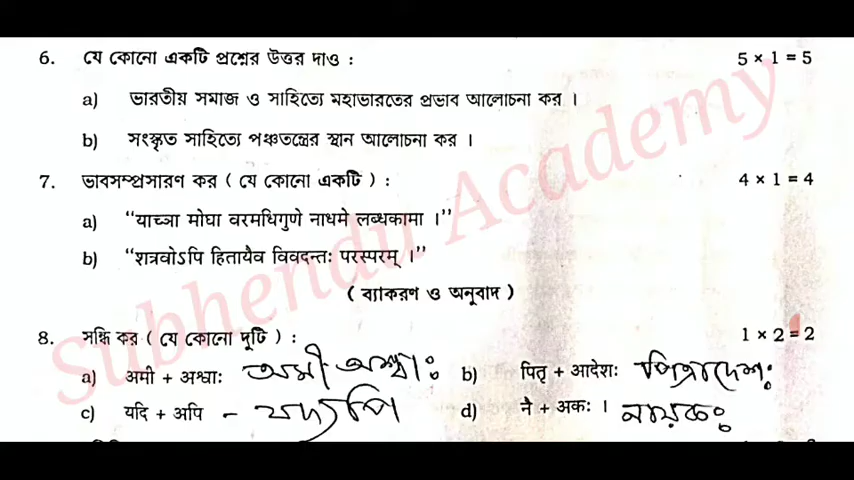 6. যে কোনো একটি প্রশ্নের উত্তর দাও : 5 × 1 = 5
a) ভারতীয় সমাজ ও সাহিত্যে মহাভারতের প্রভাব আলোচনা কর ।
b) সংস্কৃত সাহিত্যে পঞ্চতন্ত্রের স্থান আলোচনা কর ।
7. ভাবসম্প্রসারণ কর ( যে কোনো একটি ) : 4 × 1 = 4
a) “याच्ञा मोघा वरमधिगुणे नाधमे लब्धकामा ।”
b) “शत्रवोऽपि हितायैव विवदन्तः परस्परम् ।”
( ব্যাকরণ ও অনুবাদ )
8. সন্ধি কর ( যে কোনো দুটি ) : 1 × 2 = 2
a) अमी + अश्वाः অমী অশ্বাঃ b) पितृ + आदेशः পিত্রাদেশঃ
c) यदि + अपि - যদ্যপি d) नै + अकः । নায়কঃ
Subhendu Academy